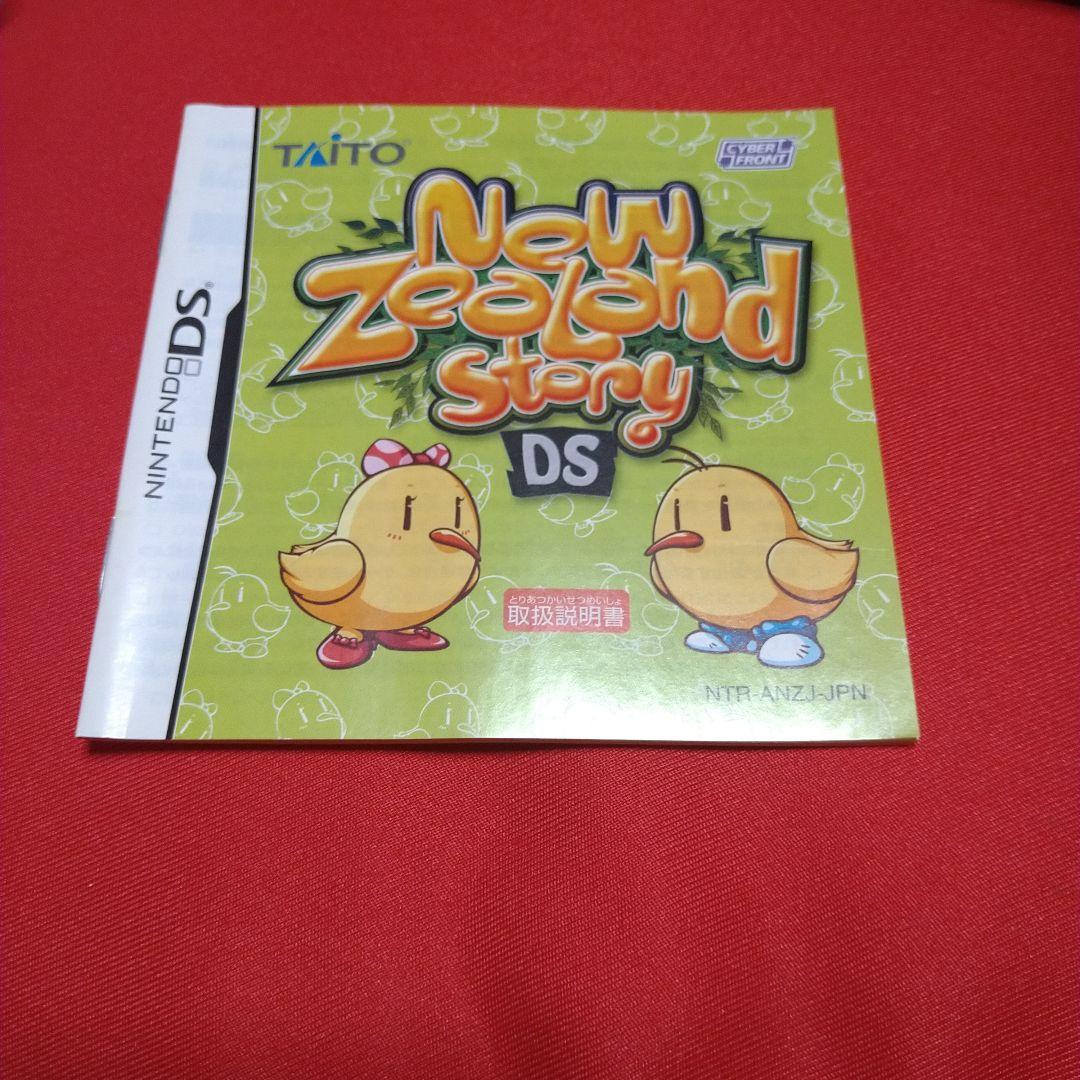 TAITO
CYBER
FRONT
New
Zealand
Story
DS
NINTENDO DS®
とりあつかいせつめいしょ
取扱説明書
NTR-ANZJ-JPN